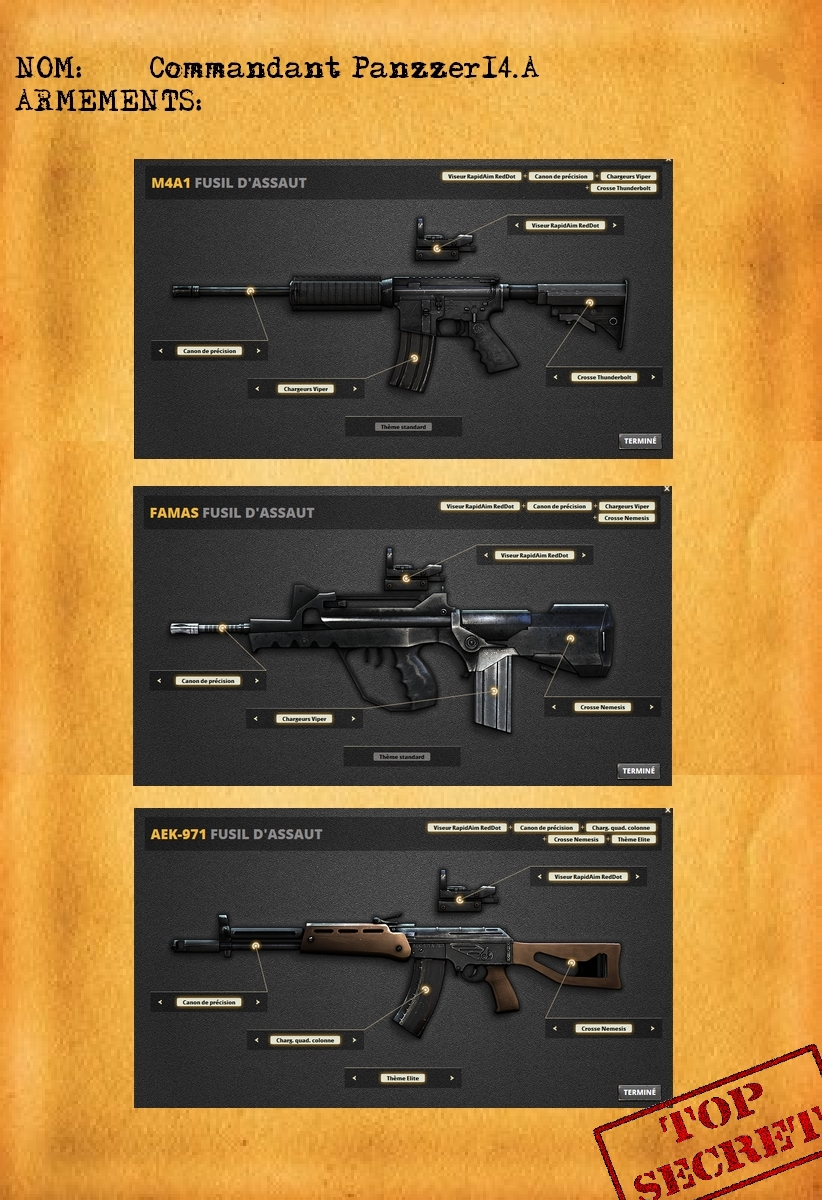 NOM: Commandant Panzzer14.A
ARMEMENTS:
M4A1 FUSIL D'ASSAUT
Viseur RapidAim RedDot + Canon de précision + Chargeurs Viper
+ Crosse Thunderbolt
Viseur RapidAim RedDot
Canon de précision
Crosse Thunderbolt
Chargeurs Viper
Thème standard
TERMINÉ
FAMAS FUSIL D'ASSAUT
Viseur RapidAim RedDot + Canon de précision + Chargeurs Viper
+ Crosse Nemesis
Viseur RapidAim RedDot
Canon de précision
Crosse Nemesis
Chargeurs Viper
Thème standard
TERMINÉ
AEK-971 FUSIL D'ASSAUT
Viseur RapidAim RedDot + Canon de précision + Charg. quad. colonne
+ Crosse Nemesis + Thème Elite
Viseur RapidAim RedDot
Canon de précision
Crosse Nemesis
Charg. quad. colonne
Thème Elite
TERMINÉ
TOP
SECRET